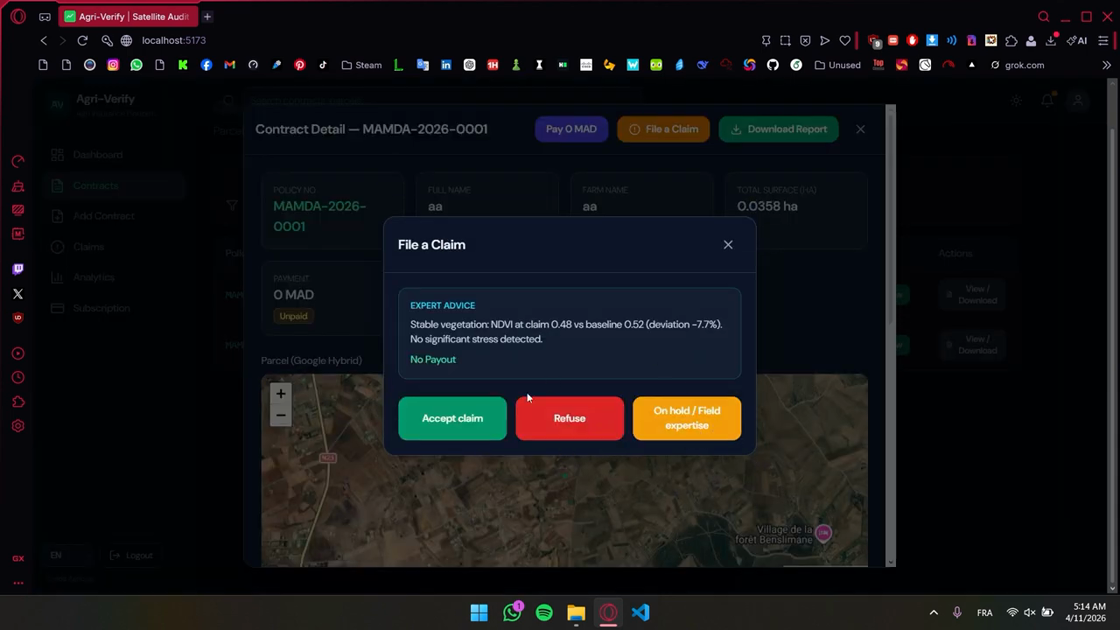 Agri-Verify | Satellite Audit
localhost:5173
9
AI
Steam
Unused
grok.com
AV
Agri-Verify
Dashboard
Contracts
Add Contract
Claims
Analytics
Subscription
EN
Logout
Contract Detail — MAMDA-2026-0001
Pay 0 MAD
File a Claim
Download Report
POLICY NO.
MAMDA-2026-
0001
FULL NAME
aa
FARM NAME
aa
TOTAL SURFACE (HA)
0.0358 ha
PAYMENT
0 MAD
Unpaid
Actions
View /
Download
View /
Download
Parcel (Google Hybrid)
+
−
File a Claim
EXPERT ADVICE
Stable vegetation: NDVI at claim 0.48 vs baseline 0.52 (deviation -7.7%).
No significant stress detected.
No Payout
Accept claim
Refuse
On hold / Field
expertise
Village de la
forêt Benslimane
1
FRA
5:14 AM
4/11/2026